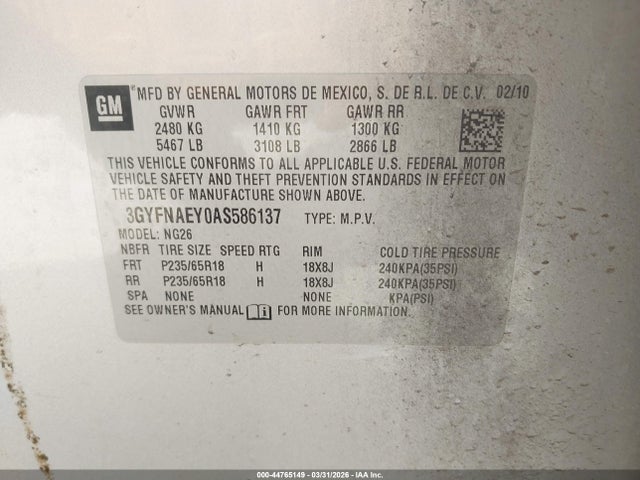 GM
®MFD BY GENERAL MOTORS DE MEXICO, S. DE R.L. DE C.V. 02/10
GVWR GAWR FRT GAWR RR
2480 KG 1410 KG 1300 KG
5467 LB 3108 LB 2866 LB
THIS VEHICLE CONFORMS TO ALL APPLICABLE U.S. FEDERAL MOTOR
VEHICLE SAFETY AND THEFT PREVENTION STANDARDS IN EFFECT ON THE
DATE OF MANUFACTURE SHOWN ABOVE.
3GYFNAEY0AS586137 TYPE: M.P.V.
MODEL: NG26
NBFR TIRE SIZE SPEED RTG RIM COLD TIRE PRESSURE
FRT P235/65R18 H 18X8J 240KPA(35PSI)
RR P235/65R18 H 18X8J 240KPA(35PSI)
SPA NONE NONE KPA(PSI)
SEE OWNER'S MANUAL FOR MORE INFORMATION.
000-44765149 | 03/31/2026 | IAA Inc.